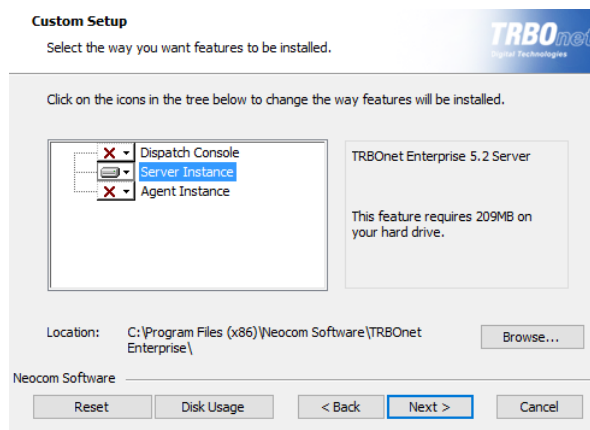 Custom Setup
Select the way you want features to be installed.
TRBOnet
Digital Technologies
Click on the icons in the tree below to change the way features will be installed.
Dispatch Console
Server Instance
Agent Instance
TRBOnet Enterprise 5.2 Server
This feature requires 209MB on
your hard drive.
Location:
C:\Program Files (x86)\Neocom Software\TRBOnet
Enterprise\
Browse...
Neocom Software
Reset
Disk Usage
< Back
Next >
Cancel